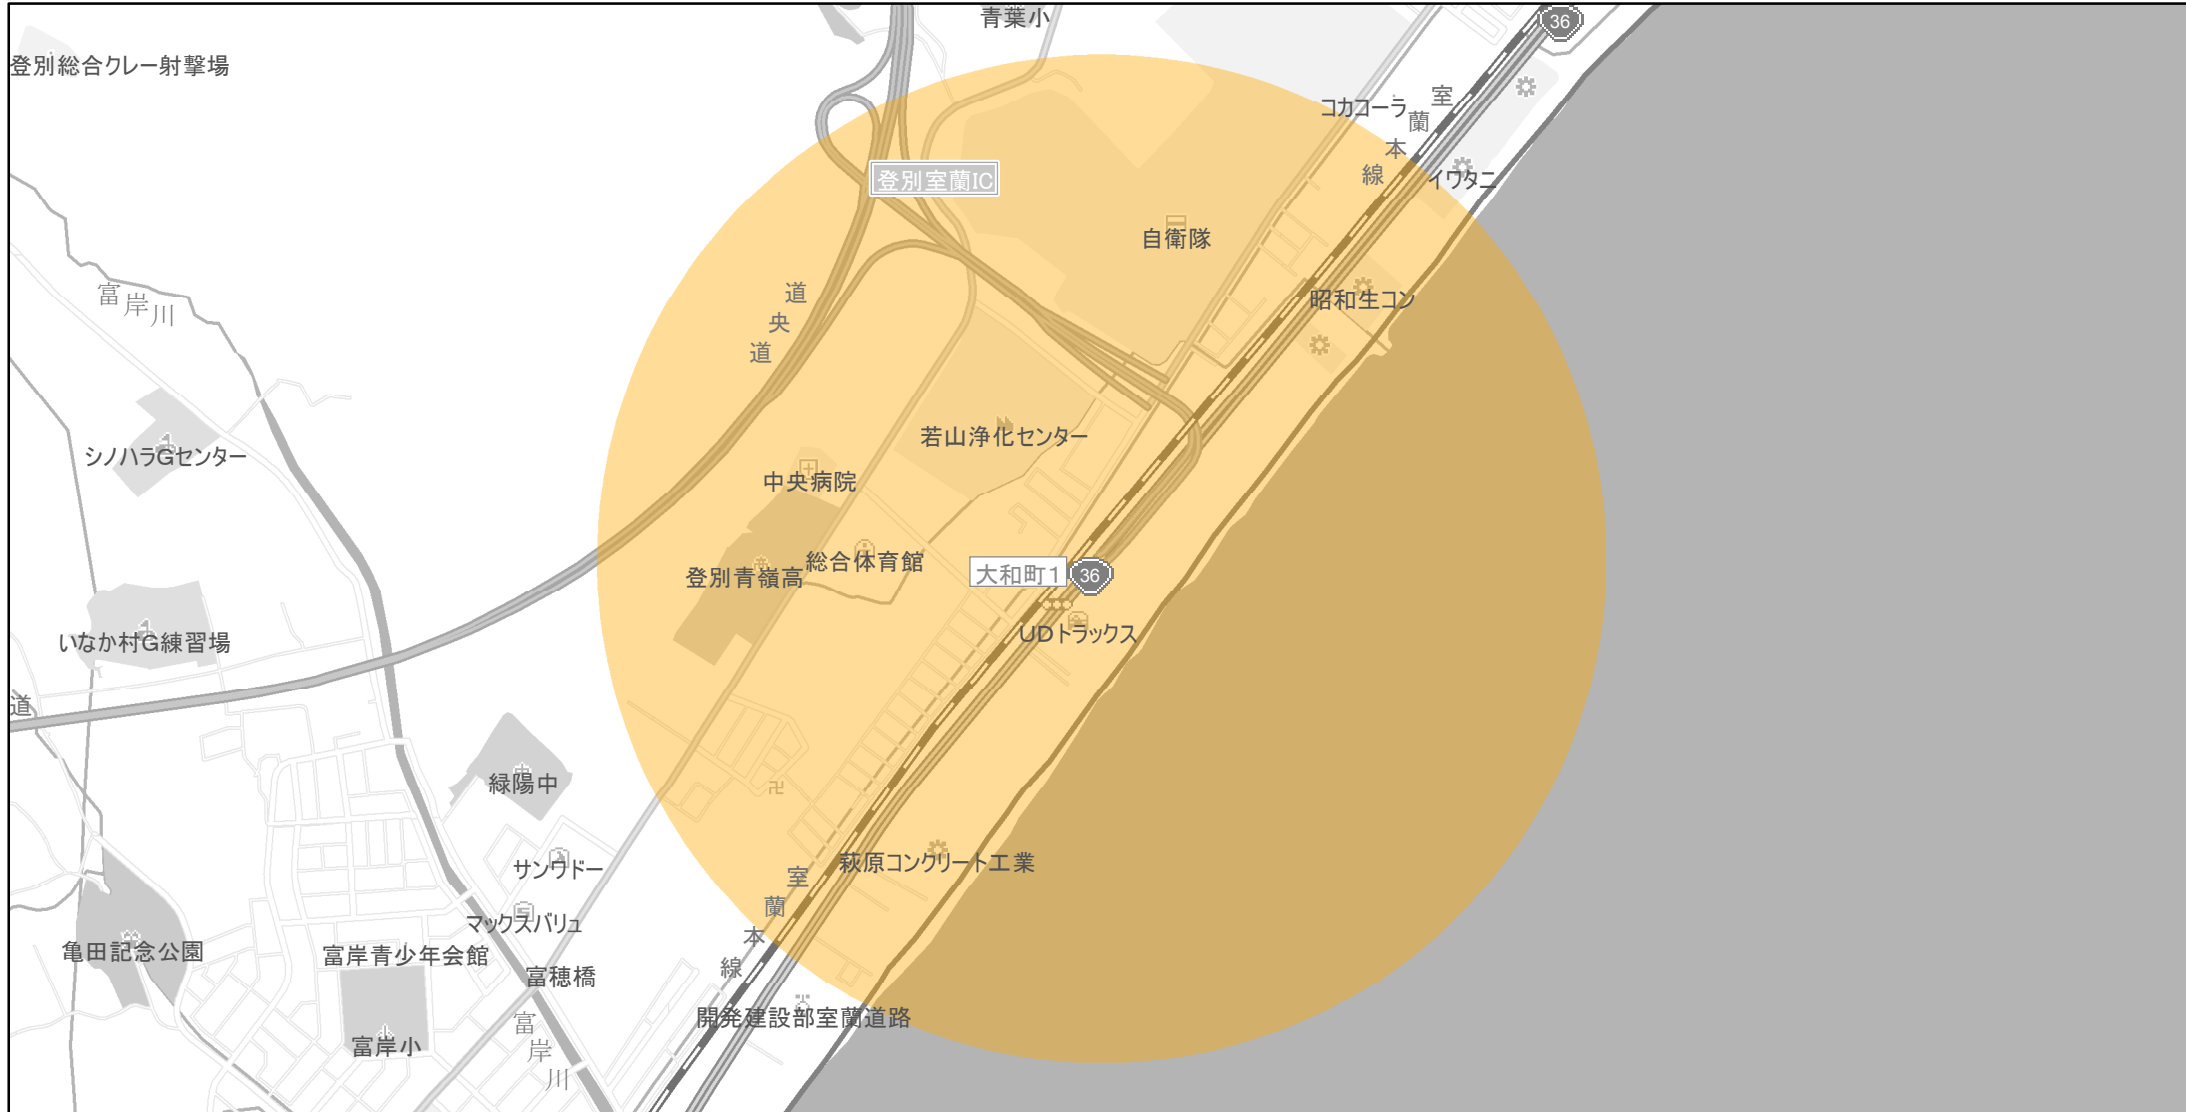 青葉小
36
登別総合クレー射撃場
コカコーラ
室蘭本線
登別室蘭IC
イワタニ
自衛隊
富岸川
道央道
昭和生コン
若山浄化センター
シノハラGセンター
中央病院
総合体育館
登別青嶺高
大和町1
36
UDトラックス
いなか村G練習場
道
緑陽中
サンワドー
萩原コンクリート工業
室蘭本線
マックスバリュ
亀田記念公園
富岸青少年会館
富穂橋
開発建設部室蘭道路
富岸川
富岸小